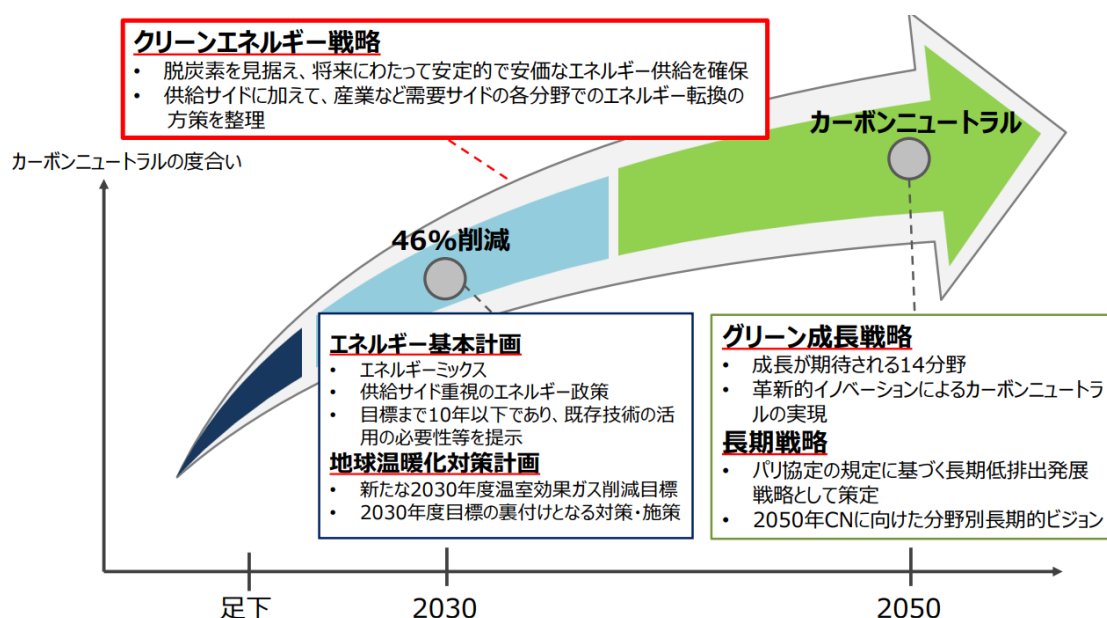 クリーンエネルギー戦略
• 脱炭素を見据え、将来にわたって安定的で安価なエネルギー供給を確保
• 供給サイドに加えて、産業など需要サイドの各分野でのエネルギー転換の
方策を整理
カーボンニュートラルの度合い
カーボンニュートラル
46%削減
エネルギー基本計画
• エネルギーミックス
• 供給サイド重視のエネルギー政策
• 目標まで10年以下であり、既存技術の活
用の必要性等を提示
地球温暖化対策計画
• 新たな2030年度温室効果ガス削減目標
• 2030年度目標の裏付けとなる対策・施策
グリーン成長戦略
• 成長が期待される14分野
• 革新的イノベーションによるカーボンニュートラ
ルの実現
長期戦略
• パリ協定の規定に基づく長期低排出発展
戦略として策定
• 2050年CNに向けた分野別長期的ビジョン
足下
2030
2050